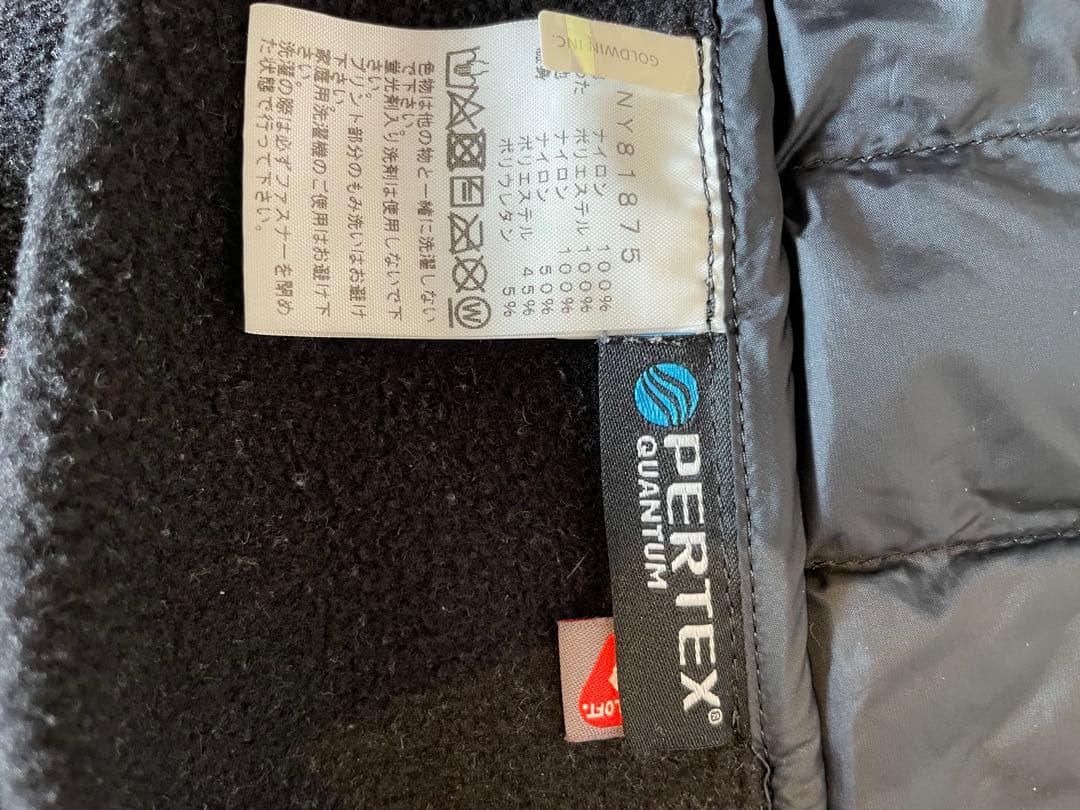 GOLDWIN INC.
NY81875
ナイロン 100%
ポリエステル 100%
ナイロン 100%
ナイロン 50%
ポリエステル 45%
ポリウレタン 5%
W
色物は他の物と一緒に洗濯しない
で下さい。
蛍光剤入り洗剤は使用しないで下
さい。
プリント部分のもみ洗いはお避け
下さい。
家庭用洗濯機のご使用はお避け下
さい。
洗濯の際は必ずファスナーを閉め
た状態で行って下さい。
PERTEX®
QUANTUM
LOFT.